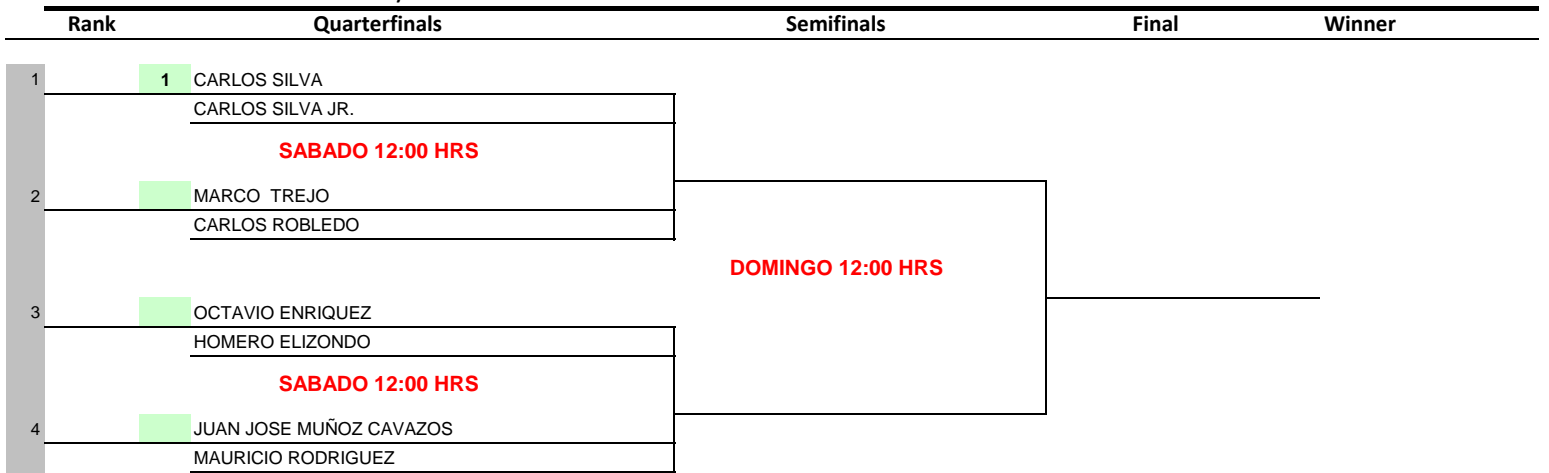 Rank Quarterfinals Semifinals Final Winner
1 1 CARLOS SILVA
CARLOS SILVA JR.
SABADO 12:00 HRS
2 MARCO TREJO
CARLOS ROBLEDO
DOMINGO 12:00 HRS
3 OCTAVIO ENRIQUEZ
HOMERO ELIZONDO
SABADO 12:00 HRS
4 JUAN JOSE MUÑOZ CAVAZOS
MAURICIO RODRIGUEZ